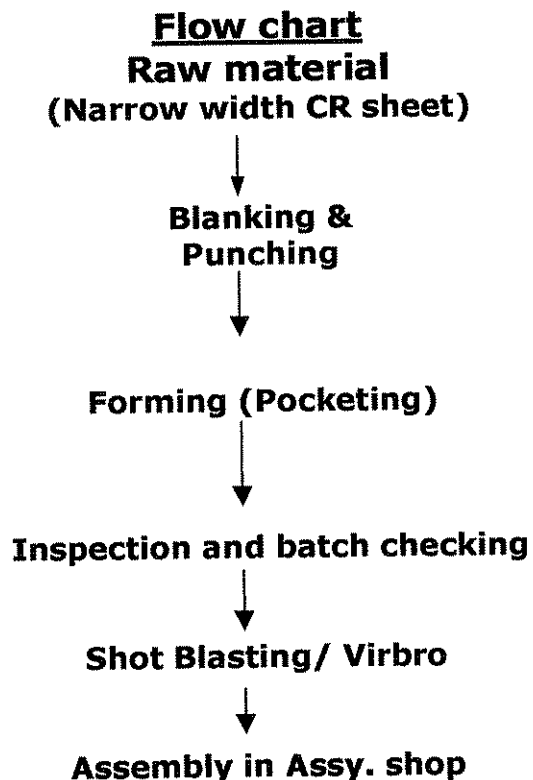 Flow chart
Raw material
(Narrow width CR sheet)
Blanking &
Punching
Forming (Pocketing)
Inspection and batch checking
Shot Blasting/ Virbro
Assembly in Assy. shop